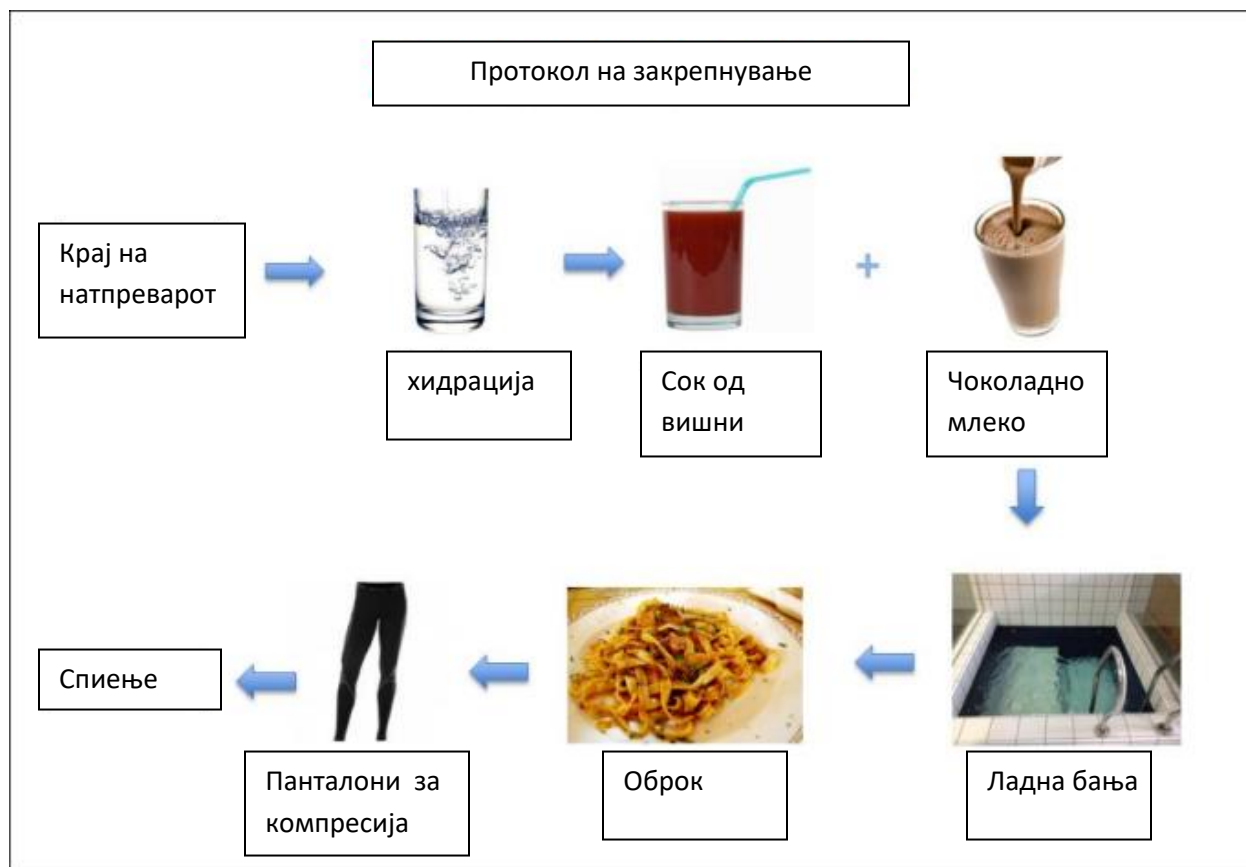 Протокол на закрепнување
Крај на
натпреварот
хидрација
Сок од
вишни
Чоколадно
млеко
Ладна бања
Оброк
Панталони за
компресија
Спиење